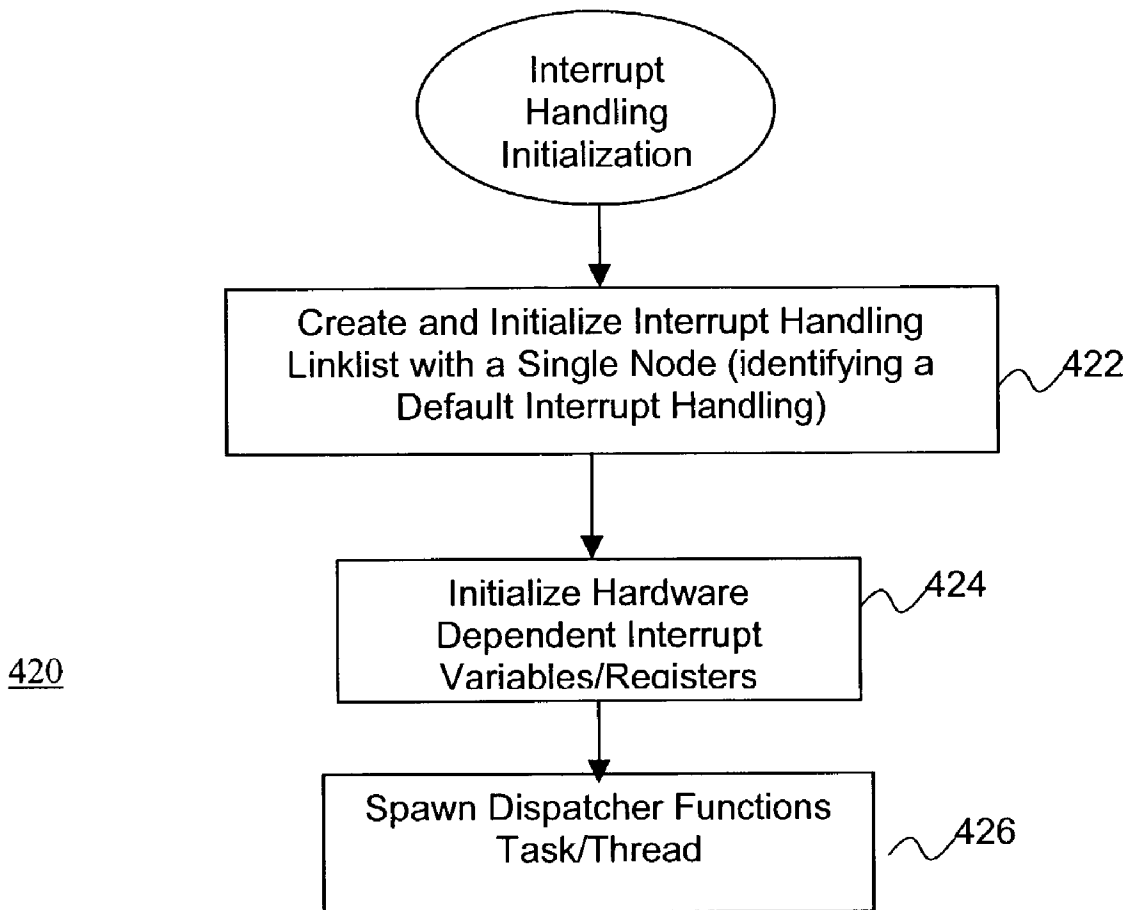 Interrupt
Handling
Initialization
Create and Initialize Interrupt Handling
Linklist with a Single Node (identifying a
Default Interrupt Handling)
422
Initialize Hardware
Dependent Interrupt
Variables/Registers
424
420
Spawn Dispatcher Functions
Task/Thread
426